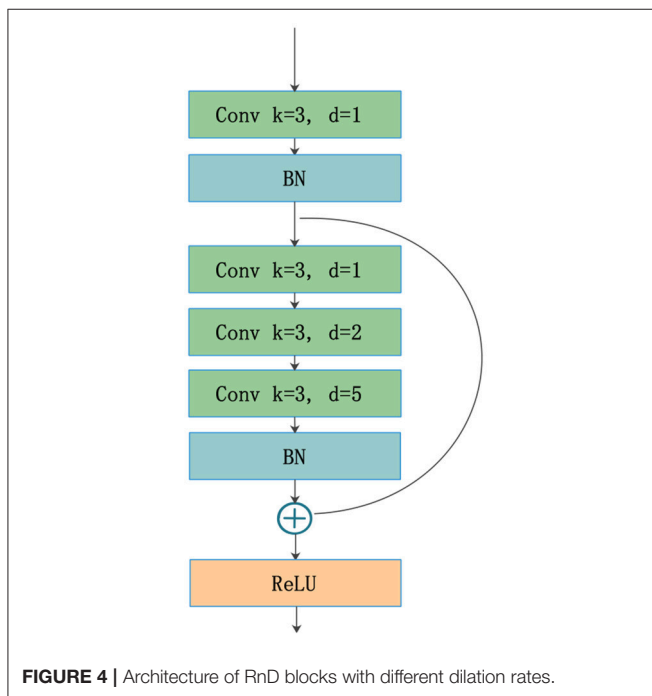 Conv k=3, d=1
BN
Conv k=3, d=1
Conv k=3, d=2
Conv k=3, d=5
BN
ReLU
FIGURE 4 | Architecture of RnD blocks with different dilation rates.